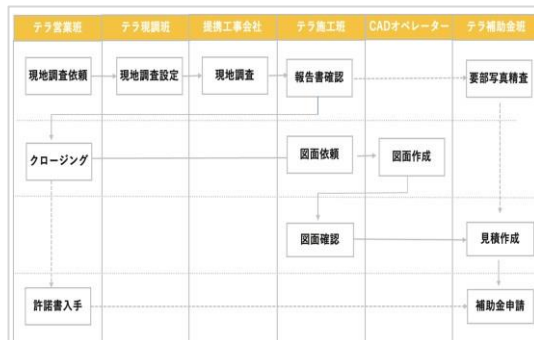 テラ営業班
テラ現調班
提携工事会社
テラ施工班
CADオペレーター
テラ補助金班
現地調査依頼
現地調査設定
現地調査
報告書確認
要部写真精査
クロージング
図面依頼
図面作成
図面確認
見積作成
許諾書入手
補助金申請